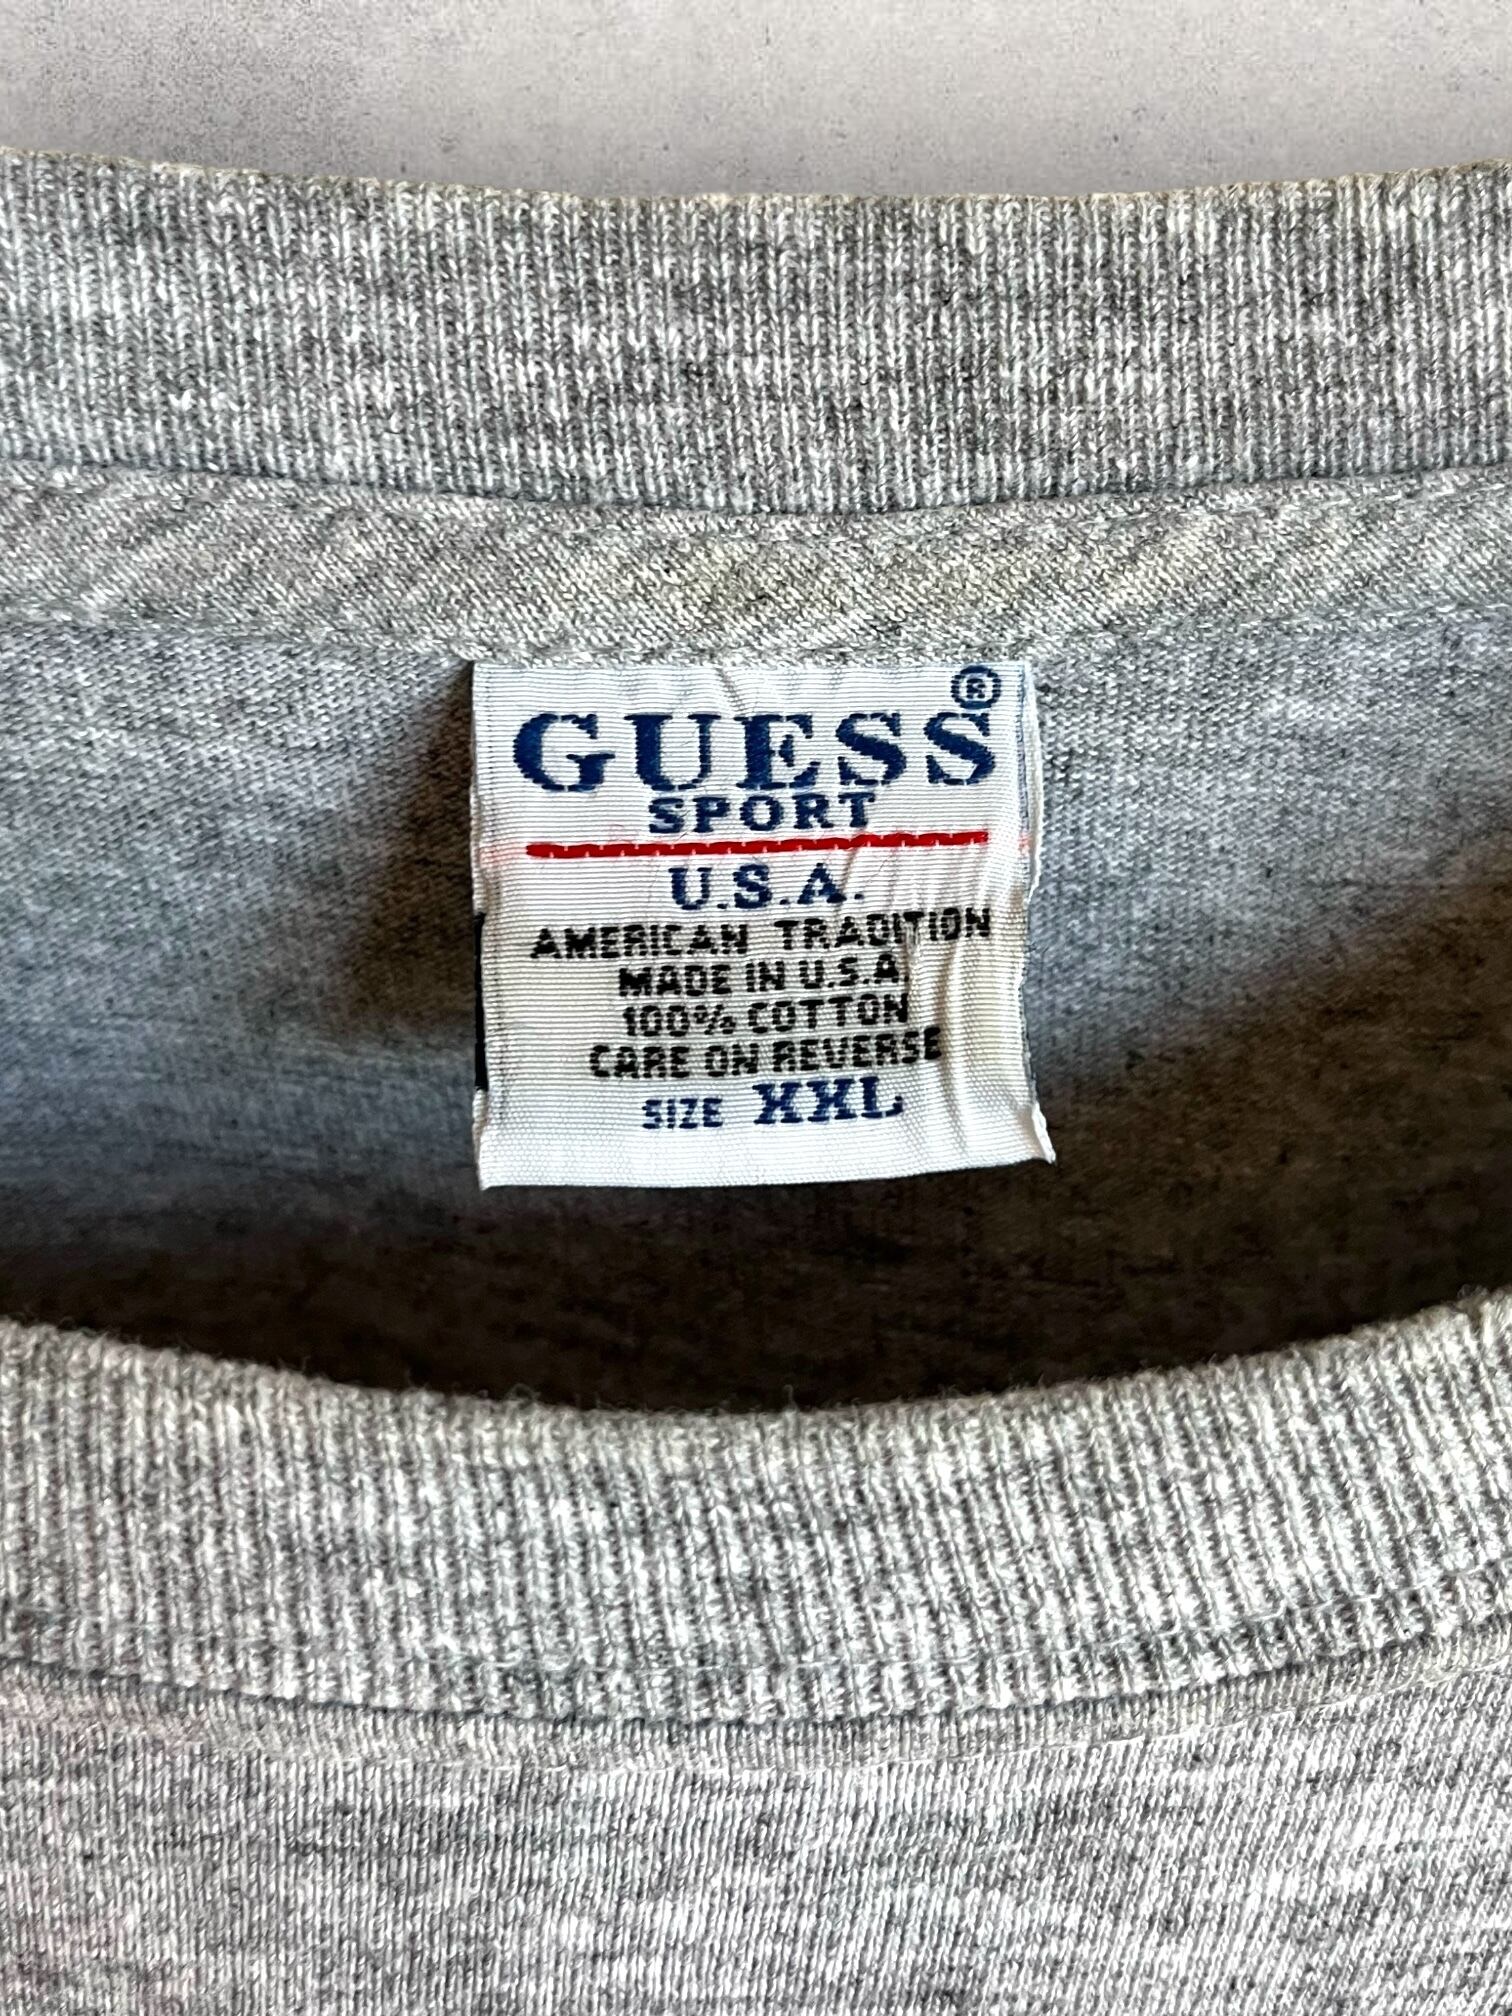 GUESS®
SPORT
U.S.A.
AMERICAN TRADITION
MADE IN U.S.A.
100% COTTON
CARE ON REVERSE
SIZE XXL